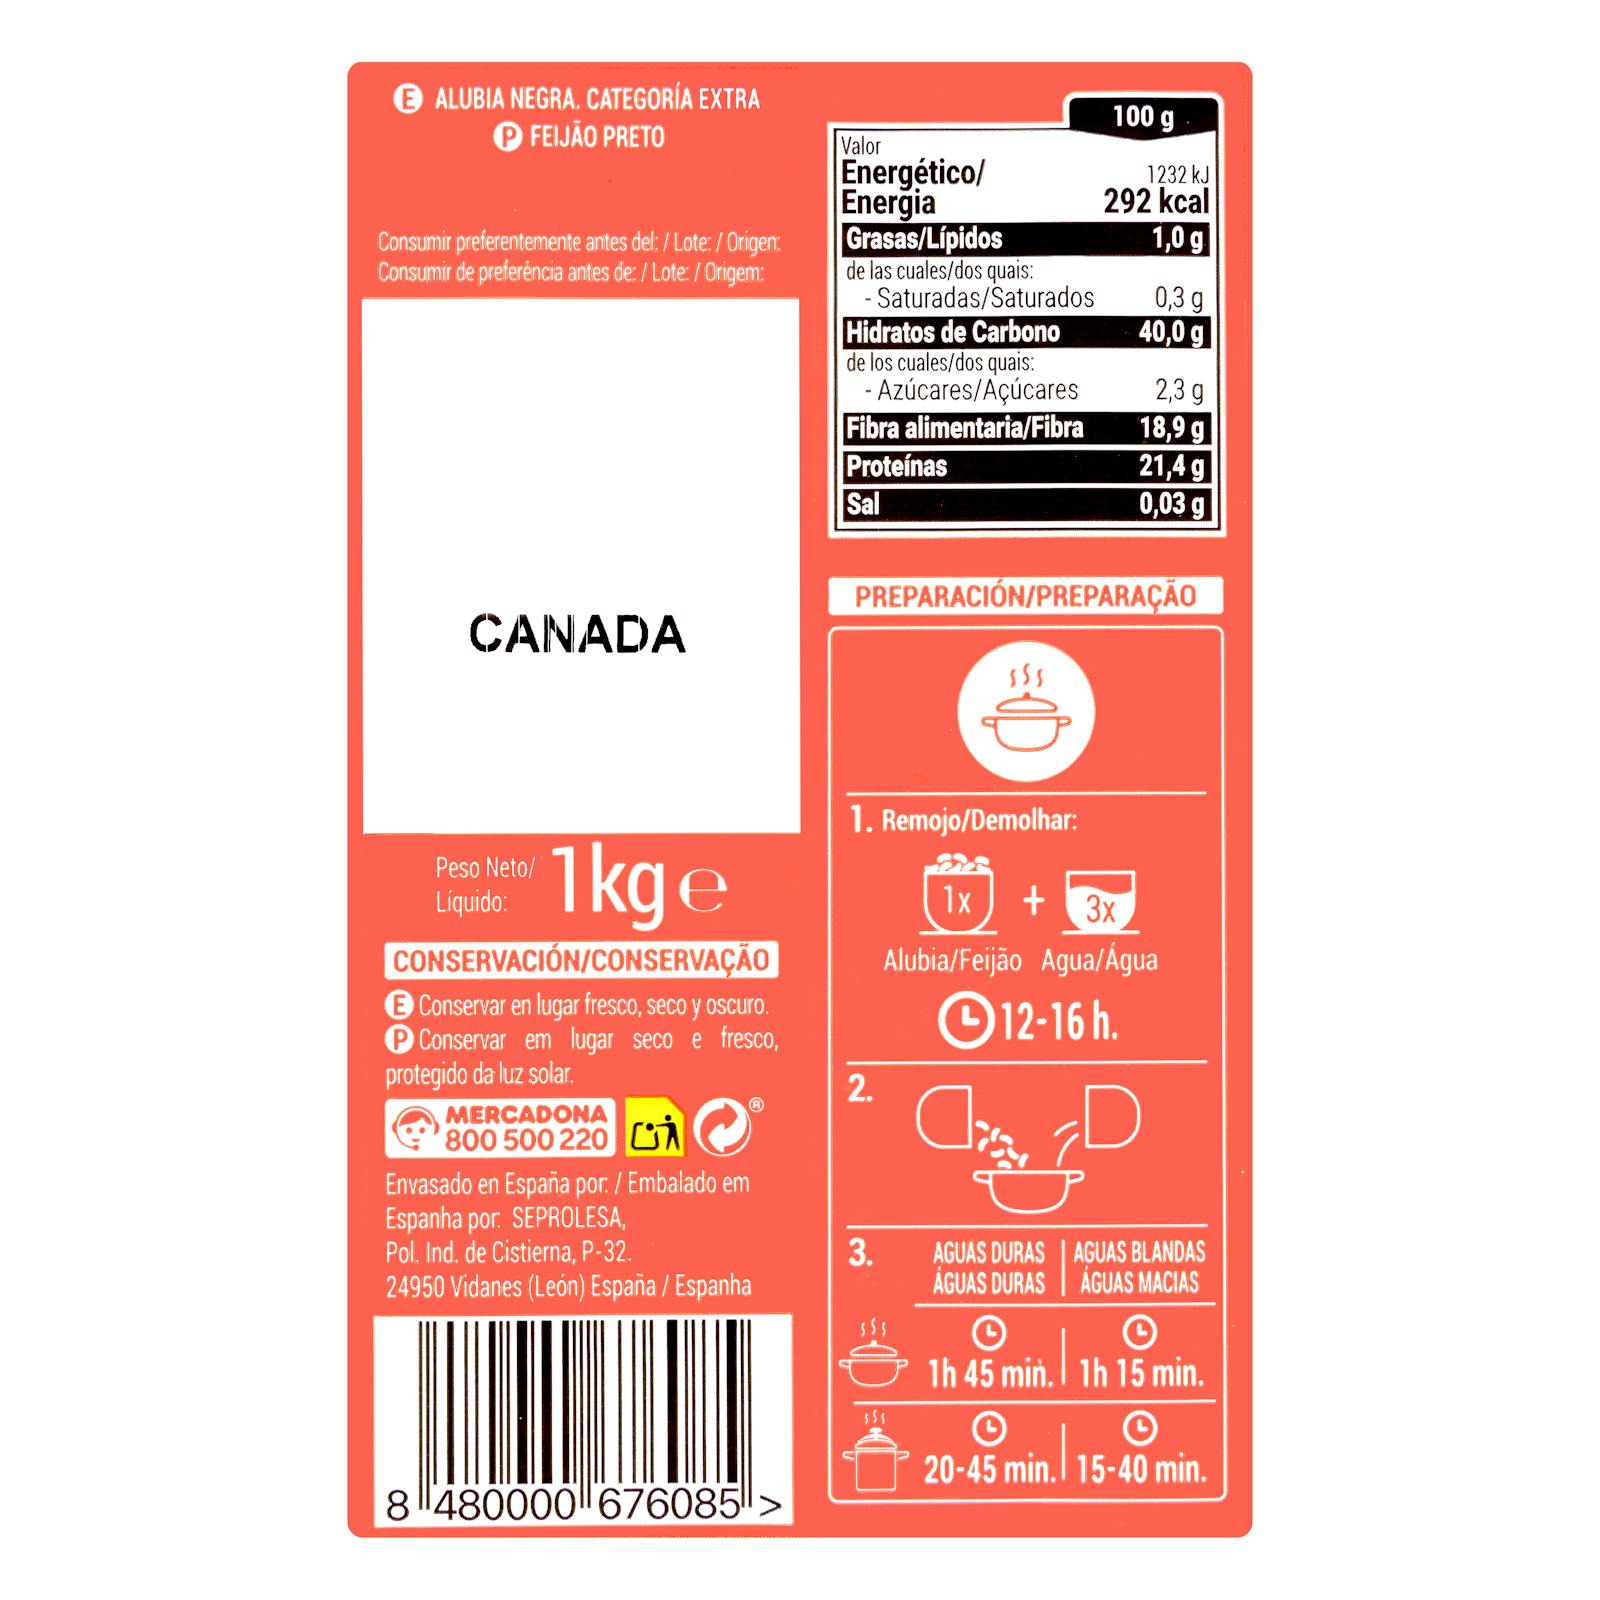 E ALUBIA NEGRA. CATEGORÍA EXTRA
P FEIJÃO PRETO
Consumir preferentemente antes del: / Lote: / Origen:
Consumir de preferência antes de: / Lote: / Origem:
CANADA
Peso Neto/
Líquido:
1kg e
CONSERVACIÓN/CONSERVAÇÃO
E Conservar en lugar fresco, seco y oscuro.
P Conservar em lugar seco e fresco,
protegido da luz solar.
MERCADONA
800 500 220
®
Envasado en España por: / Embalado em
Espanha por: SEPROLESA,
Pol. Ind. de Cistierna, P-32.
24950 Vidanes (León) España / Espanha
8 480000 676085 >
100 g
Valor
Energético/ 1232 kJ
Energia 292 kcal
Grasas/Lípidos 1,0 g
de las cuales/dos quais:
- Saturadas/Saturados 0,3 g
Hidratos de Carbono 40,0 g
de los cuales/dos quais:
- Azúcares/Açúcares 2,3 g
Fibra alimentaria/Fibra 18,9 g
Proteínas 21,4 g
Sal 0,03 g
PREPARACIÓN/PREPARAÇÃO
1. Remojo/Demolhar:
1x + 3x
Alubia/Feijão Agua/Água
12-16 h.
2.
3. AGUAS DURAS AGUAS BLANDAS
ÁGUAS DURAS ÁGUAS MACIAS
1h 45 min. 1h 15 min.
20-45 min. 15-40 min.